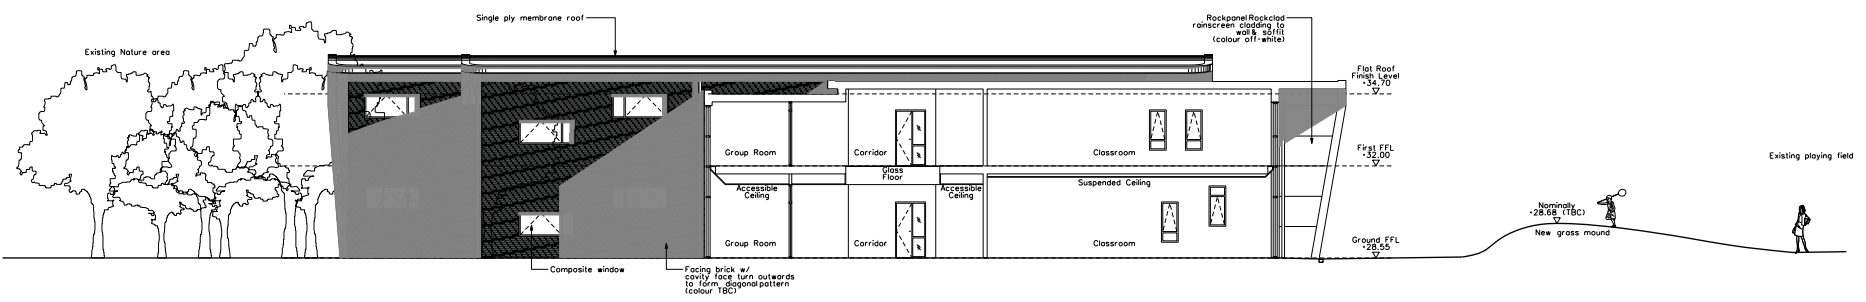 Single ply membrane roof
Rockpanel Rockclad
rainscreen cladding to
wall & soffit
(colour off-white)
Existing Nature area
Flat Roof
Finish Level
+34.70
Group Room
Corridor
Classroom
First FFL
+32.00
Existing playing field
Glass
Floor
Accessible
Ceiling
Accessible
Ceiling
Suspended Ceiling
Nominally
+28.68 (TBC)
New grass mound
Group Room
Corridor
Classroom
Ground FFL
+28.55
Composite window
Facing brick w/
cavity face turn outwards
to form diagonal pattern
(colour TBC)